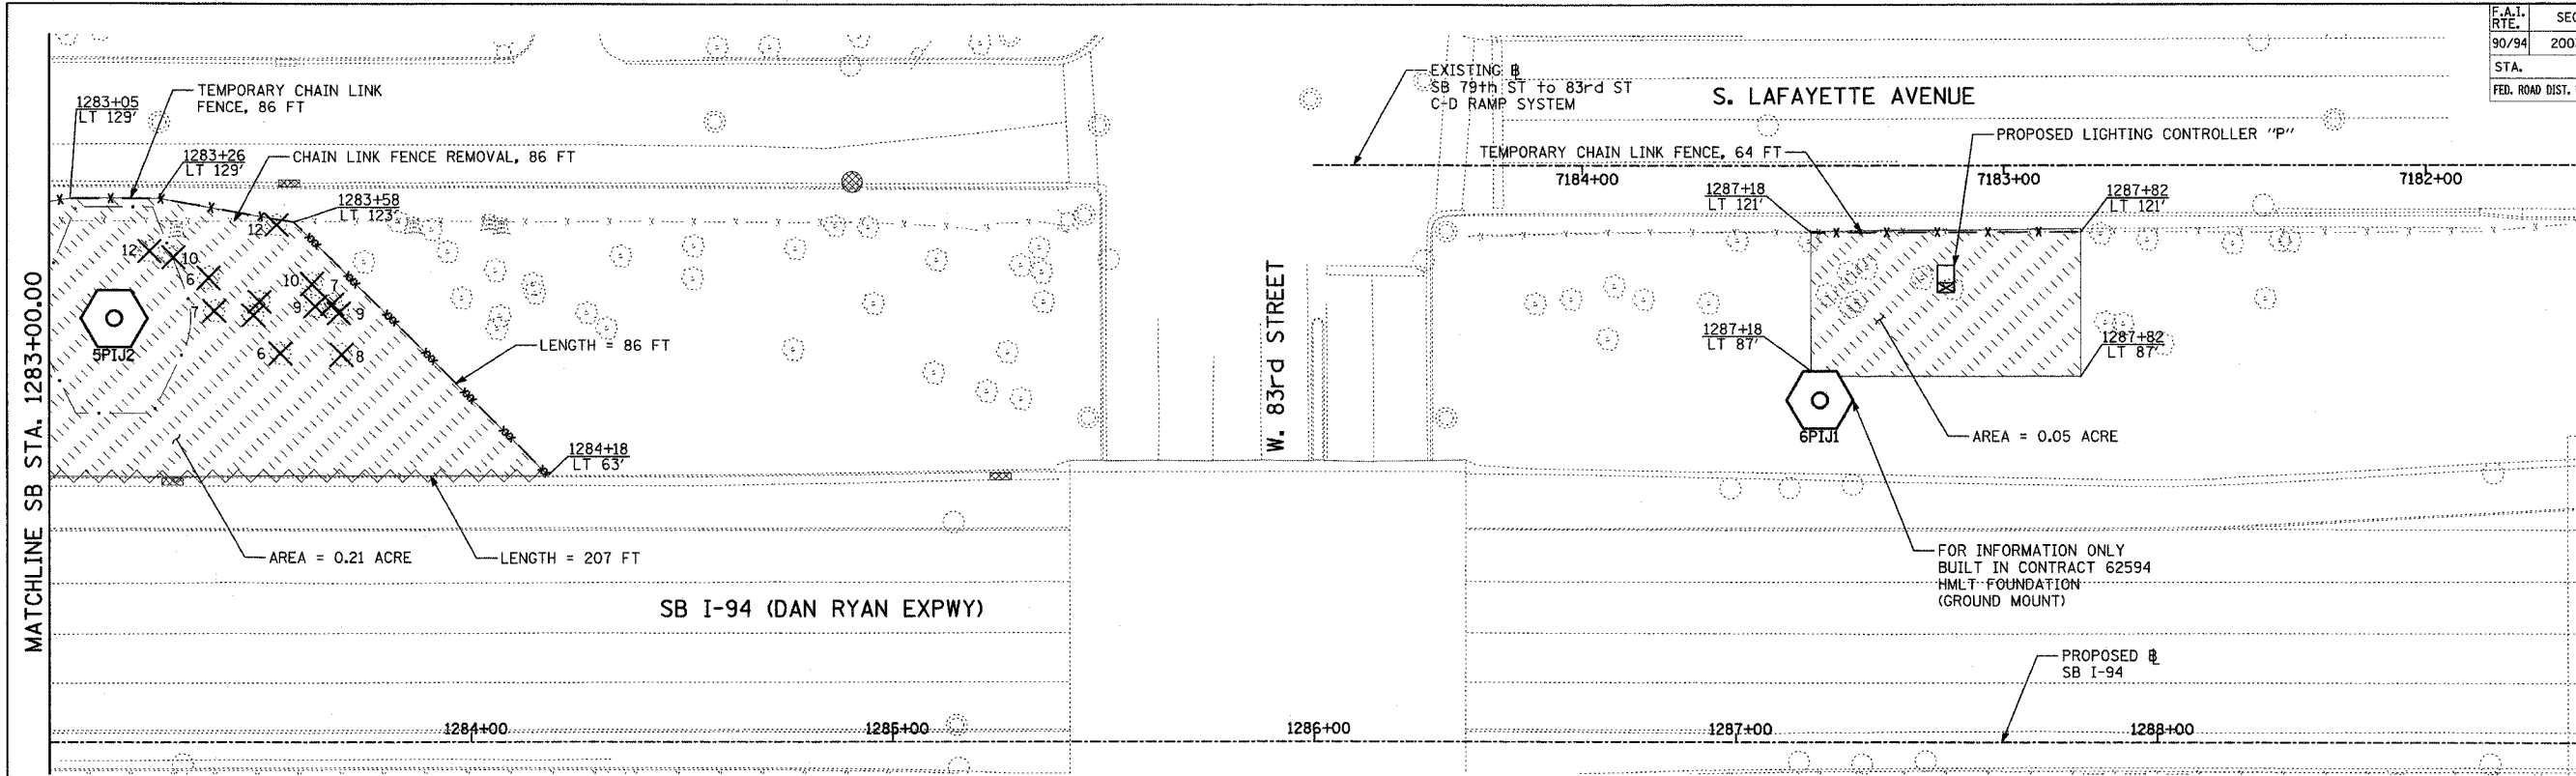 F.A.I.
RTE.
SEC
90/94
200
STA.
FED. ROAD DIST.
TEMPORARY CHAIN LINK
FENCE, 86 FT
1283+05
LT 129'
1283+26
LT 129'
CHAIN LINK FENCE REMOVAL, 86 FT
1283+58
LT 123'
EXISTING B
SB 79th ST to 83rd ST
C-D RAMP SYSTEM
S. LAFAYETTE AVENUE
PROPOSED LIGHTING CONTROLLER "P"
TEMPORARY CHAIN LINK FENCE, 64 FT
7184+00
7183+00
7182+00
1287+18
LT 121'
1287+82
LT 121'
12
12
10
6
10
7
7
9
9
6
8
5PIJ2
LENGTH = 86 FT
1287+18
LT 87'
1287+82
LT 87'
6PIJ1
AREA = 0.05 ACRE
W. 83rd STREET
MATCHLINE SB STA. 1283+00.00
1284+18
LT 63'
AREA = 0.21 ACRE
LENGTH = 207 FT
FOR INFORMATION ONLY
BUILT IN CONTRACT 62594
HMLT FOUNDATION
(GROUND MOUNT)
SB I-94 (DAN RYAN EXPWY)
PROPOSED B
SB I-94
1284+00
1285+00
1286+00
1287+00
1288+00